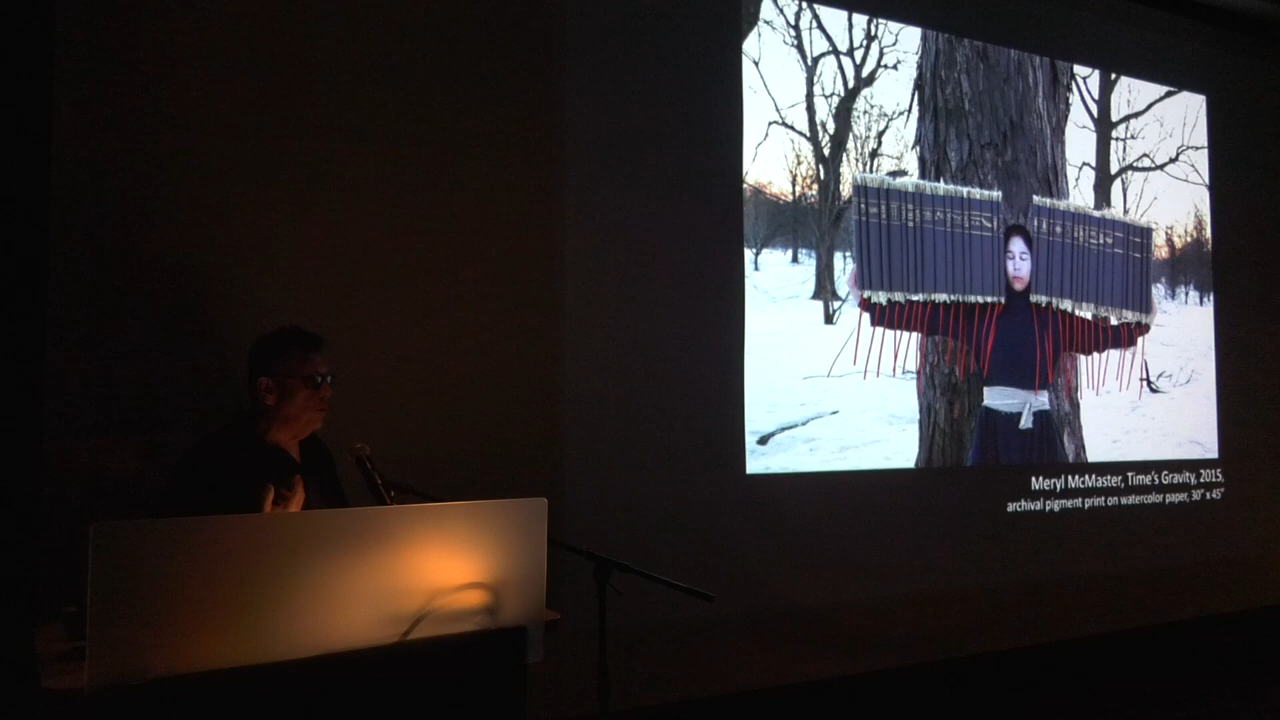 Meryl McMaster, Time's Gravity, 2015,
archival pigment print on watercolor paper, 30" x 45"